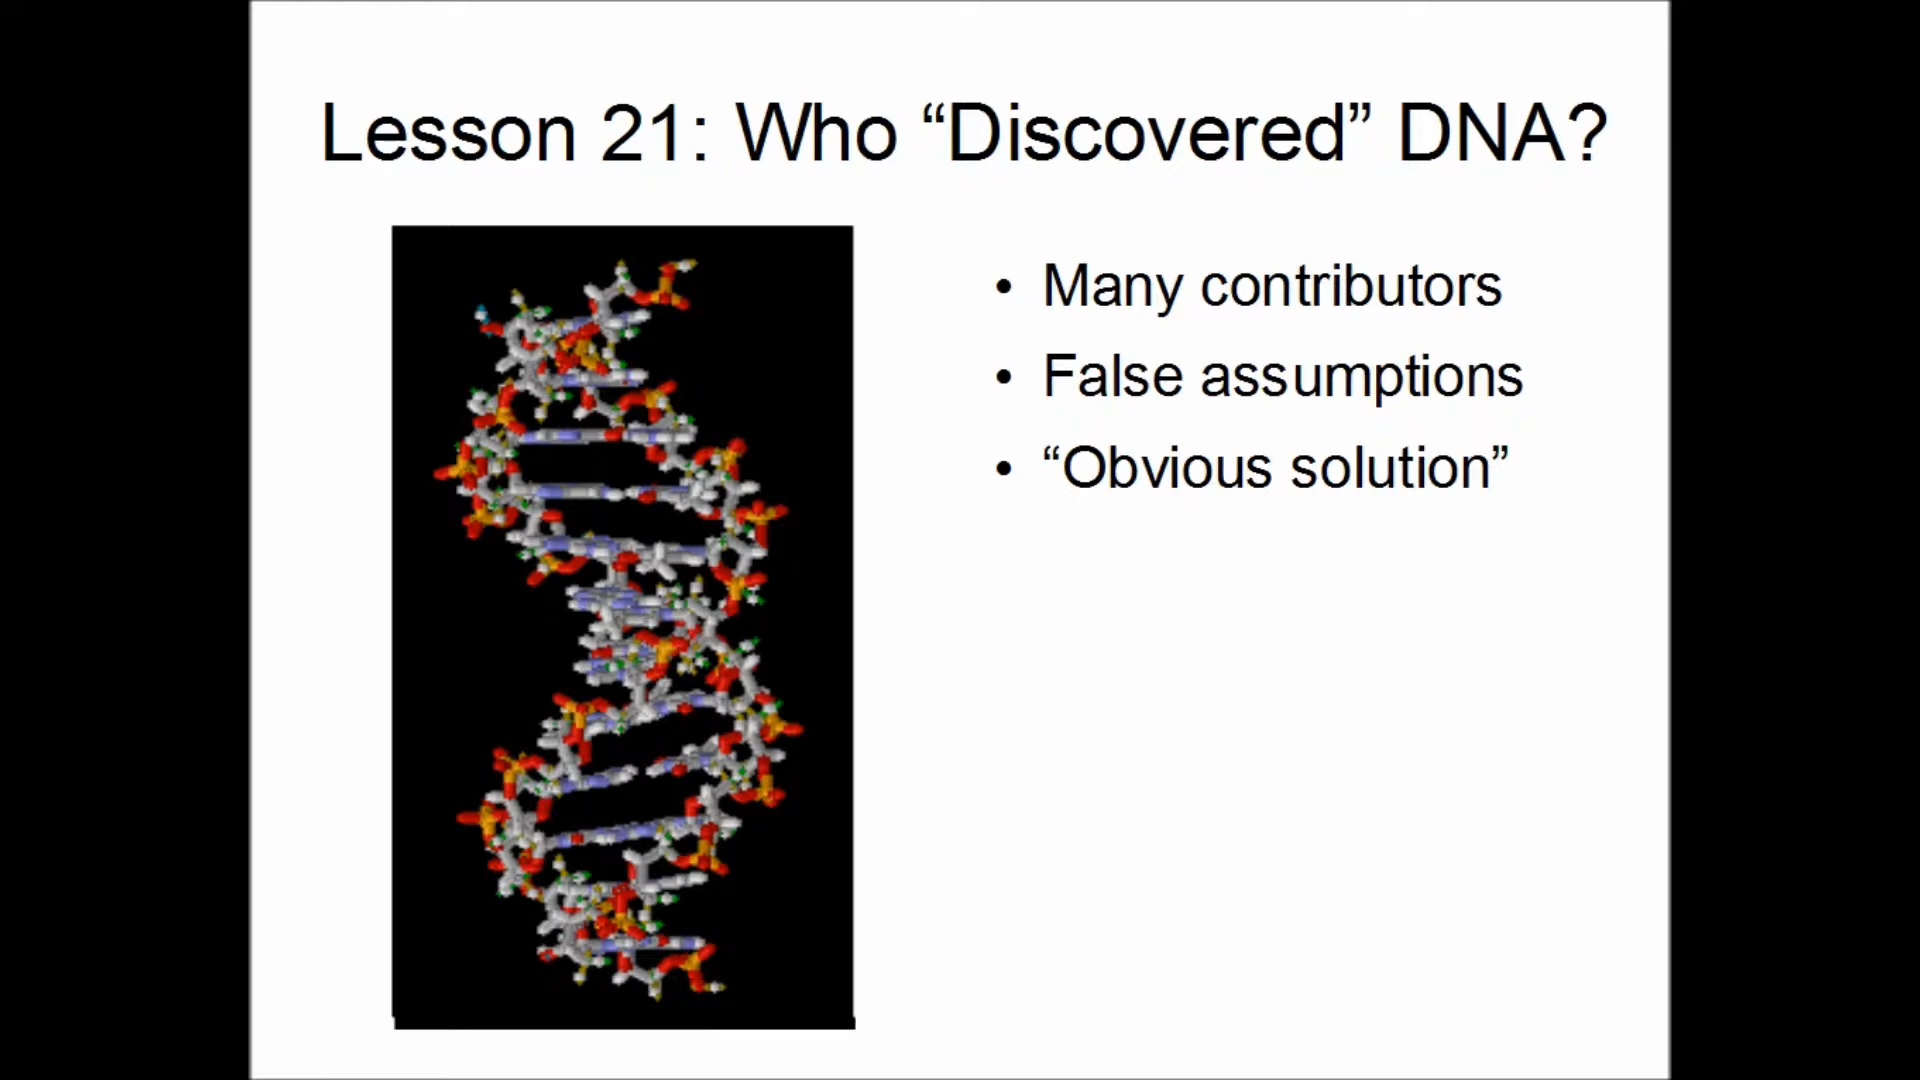 Lesson 21: Who “Discovered” DNA?
• Many contributors
• False assumptions
• “Obvious solution”